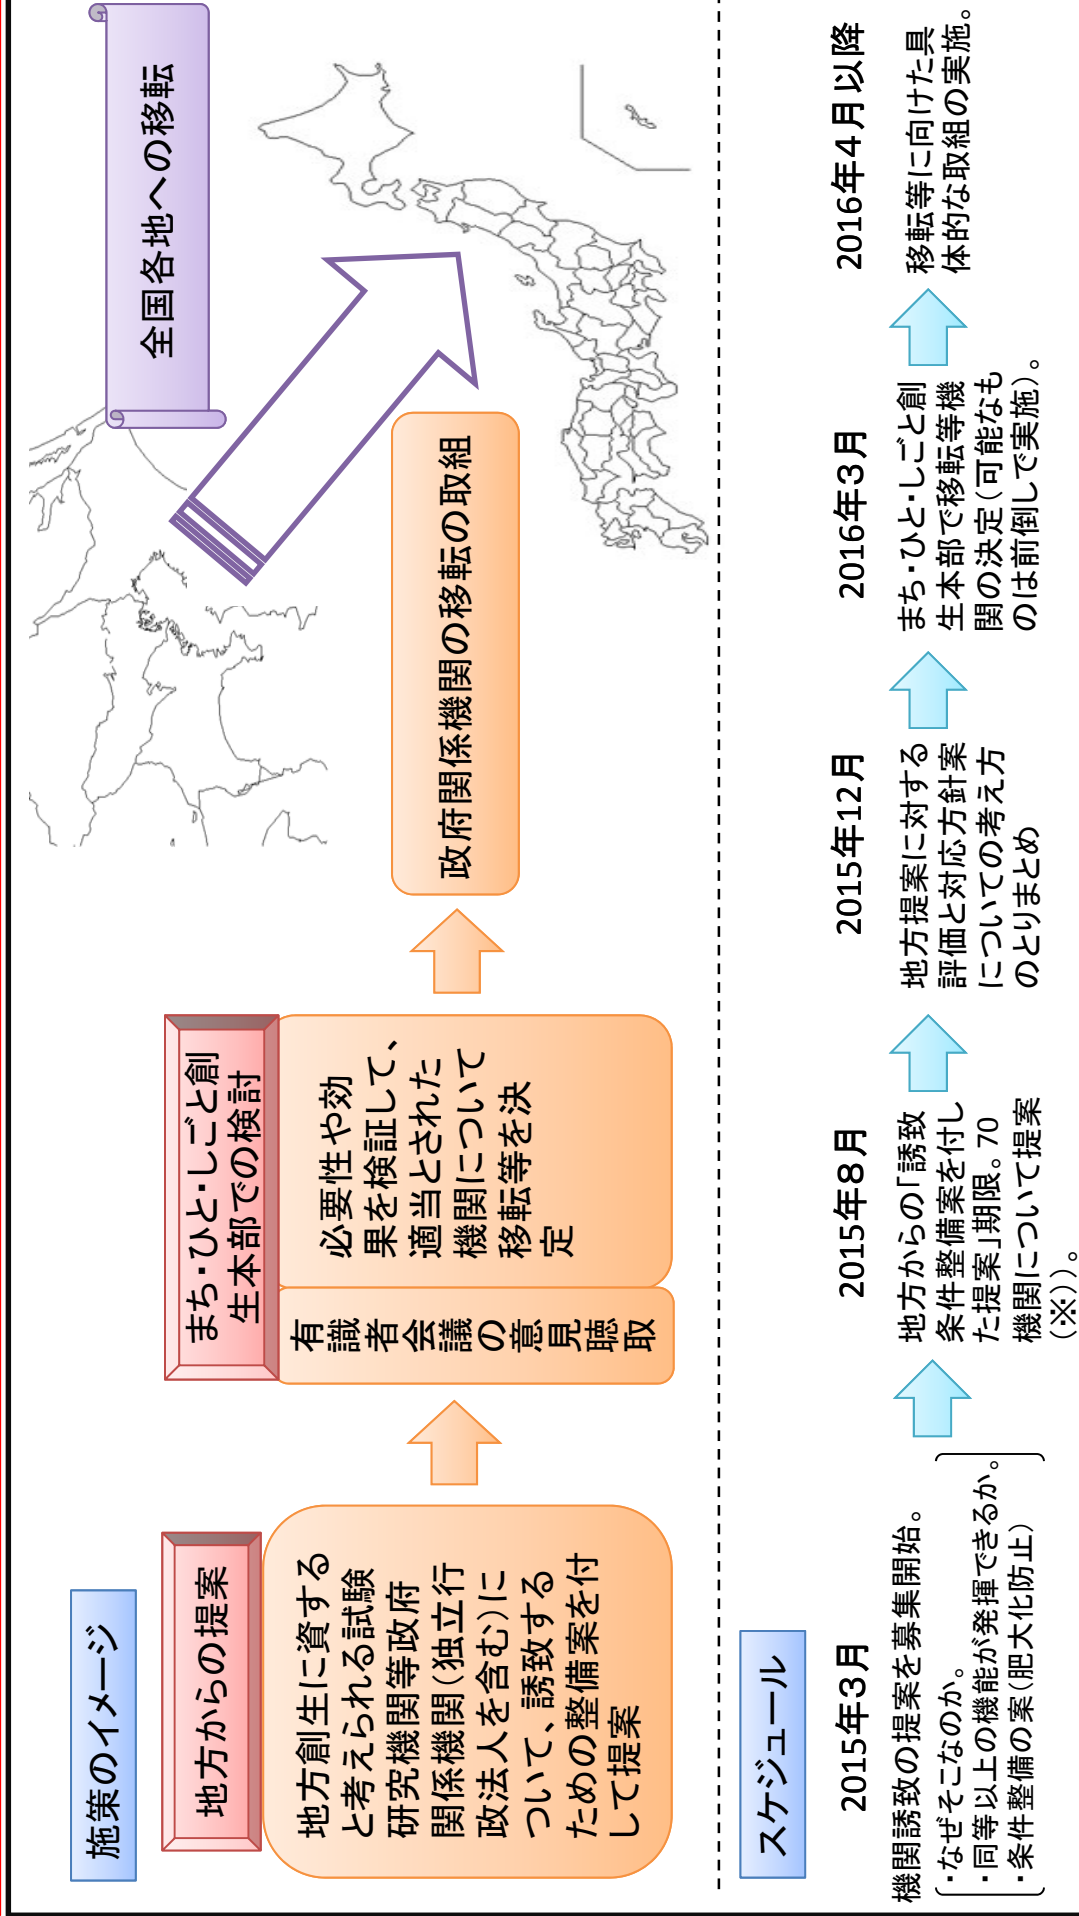 施策のイメージ
地方からの提案
地方創生に資する
と考えられる試験
研究機関等政府
関係機関（独立行
政法人を含む）に
ついて、誘致する
ための整備案を付
して提案
まち・ひと・しごと創
生本部での検討
有識者会議の意見聴取
必要性や効
果を検証して、
適当とされた
機関について
移転等を決
定
政府関係機関の移転の取組
全国各地への移転
スケジュール
2015年3月
機関誘致の提案を募集開始。
・なぜそこなのか。
・同等以上の機能が発揮できるか。
・条件整備の案（肥大化防止）
2015年8月
地方からの「誘致
条件整備案を付し
た提案」期限。70
機関について提案
（※））。
2015年12月
地方提案に対する
評価と対応方針案
についての考え方
のとりまとめ
2016年3月
まち・ひと・しごと創
生本部で移転等機
関の決定（可能なも
のは前倒しで実施）。
2016年4月以降
移転等に向けた具
体的な取組の実施。